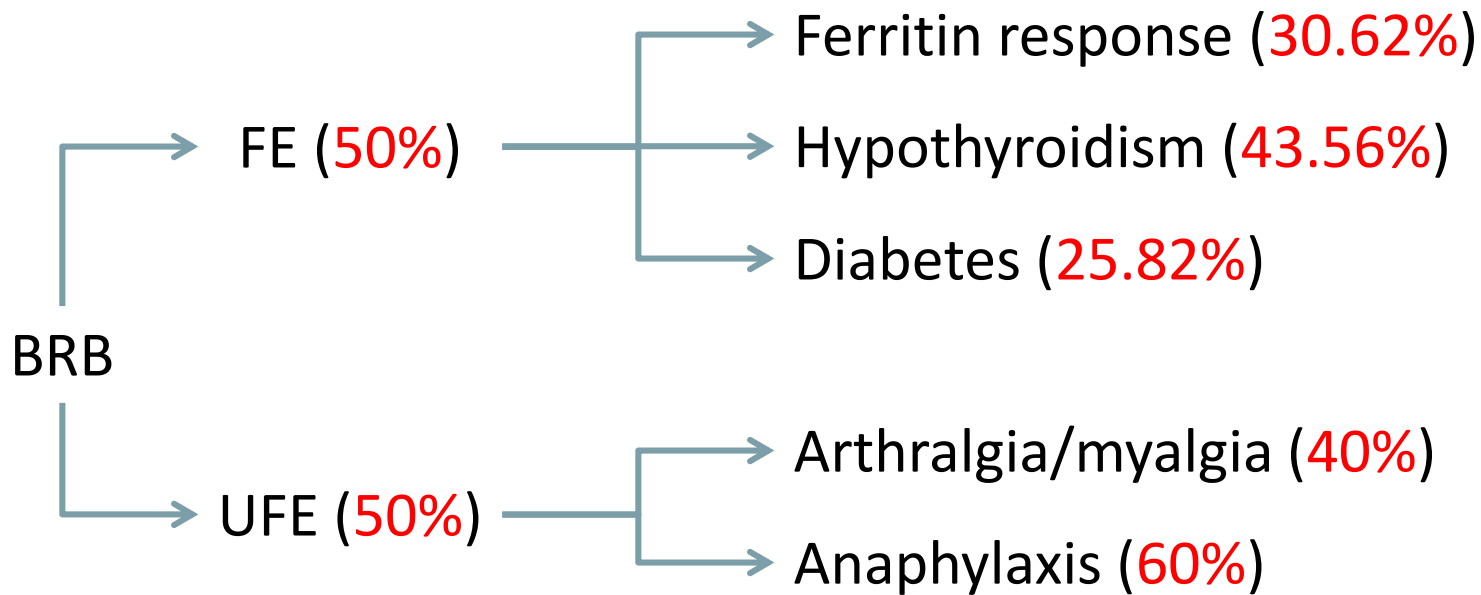 Ferritin response (30.62%)
FE (50%)
Hypothyroidism (43.56%)
Diabetes (25.82%)
BRB
Arthralgia/myalgia (40%)
UFE (50%)
Anaphylaxis (60%)